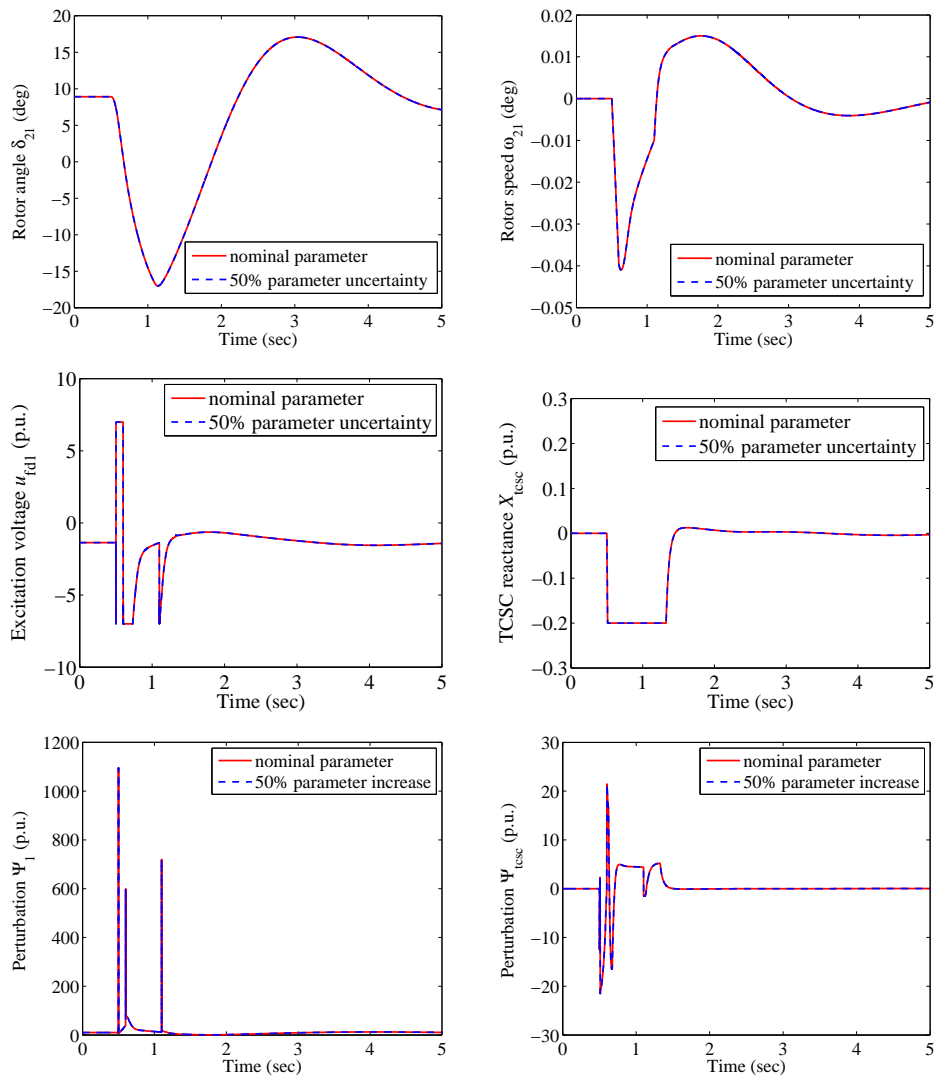 20
15
10
5
0
−5
−10
−15
−20
Rotor angle δ21 (deg)
nominal parameter
50% parameter uncertainty
0 1 2 3 4 5
Time (sec)
0.02
0.01
0
−0.01
−0.02
−0.03
−0.04
−0.05
Rotor speed ω21 (deg)
nominal parameter
50% parameter uncertainty
0 1 2 3 4 5
Time (sec)
10
5
0
−5
−10
Excitation voltage ufd1 (p.u.)
nominal parameter
50% parameter uncertainty
0 1 2 3 4 5
Time (sec)
0.3
0.2
0.1
0
−0.1
−0.2
−0.3
TCSC reactance Xtcsc (p.u.)
nominal parameter
50% parameter uncertainty
0 1 2 3 4 5
Time (sec)
1200
1000
800
600
400
200
0
Perturbation Ψ1 (p.u.)
nominal parameter
50% parameter increase
0 1 2 3 4 5
Time (sec)
30
20
10
0
−10
−20
−30
Perturbation Ψtcsc (p.u.)
nominal parameter
50% parameter increase
0 1 2 3 4 5
Time (sec)